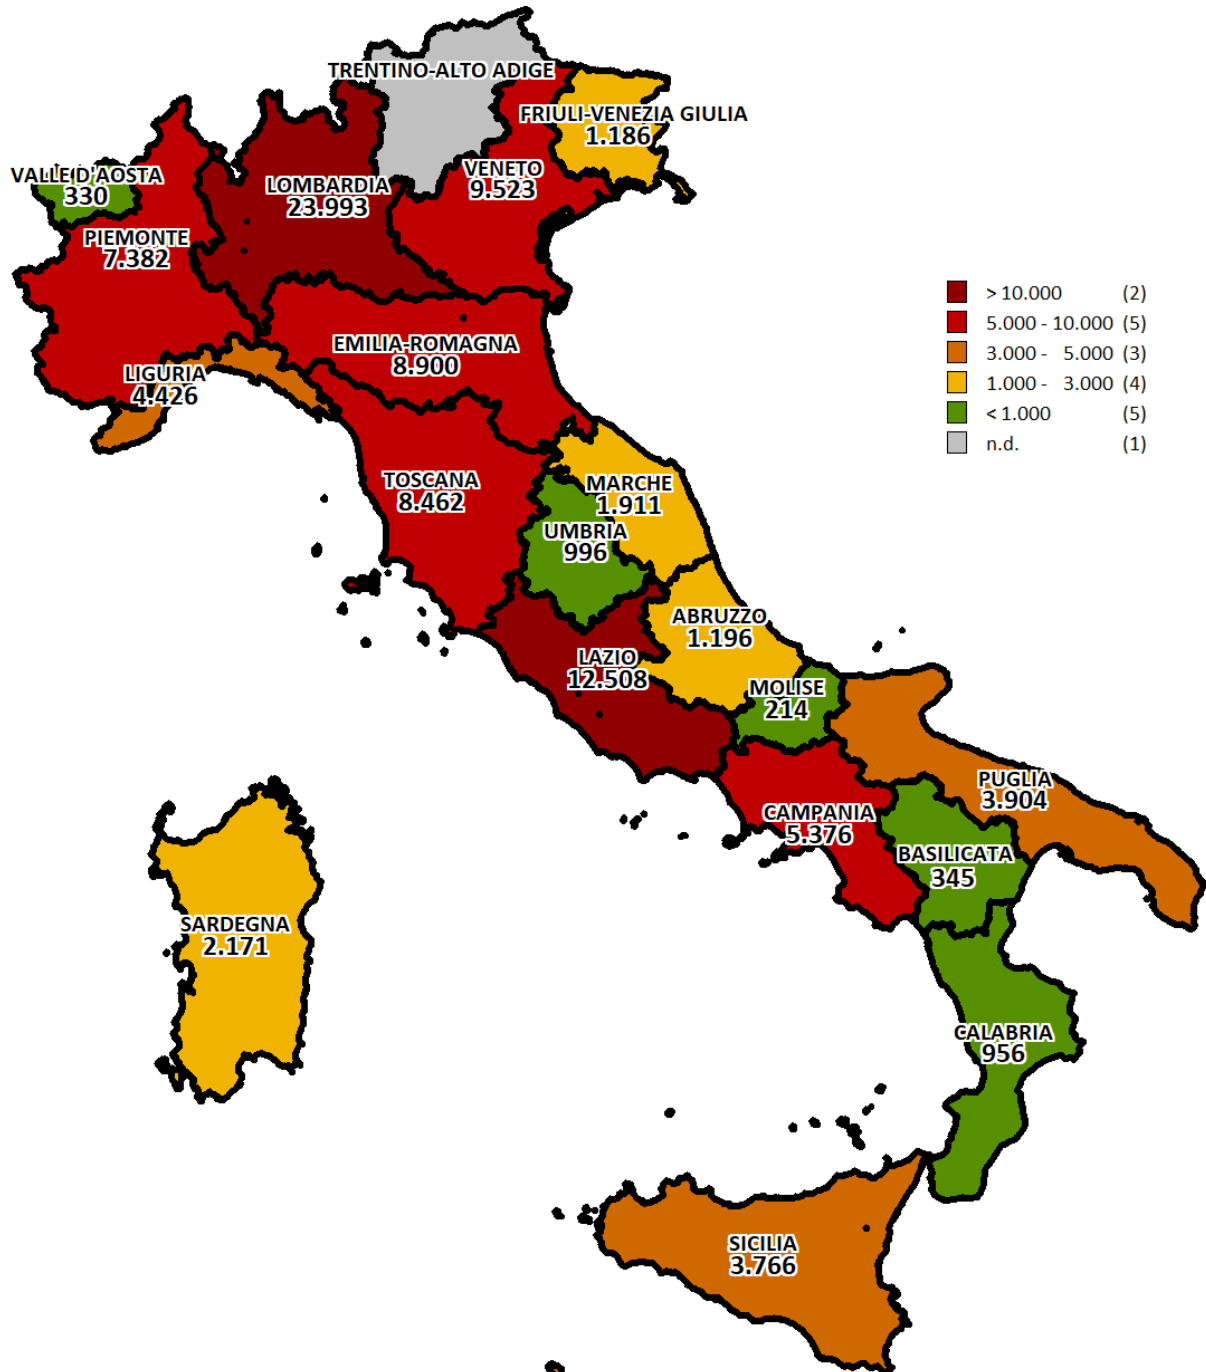 TRENTINO-ALTO ADIGE
FRIULI-VENEZIA GIULIA
1.186
VALLE D'AOSTA
330
LOMBARDIA
23.993
VENETO
9.523
PIEMONTE
7.382
> 10.000 (2)
5.000 - 10.000 (5)
3.000 - 5.000 (3)
1.000 - 3.000 (4)
< 1.000 (5)
n.d. (1)
EMILIA-ROMAGNA
8.900
LIGURIA
4.426
TOSCANA
8.462
MARCHE
1.911
UMBRIA
996
ABRUZZO
1.196
LAZIO
12.508
MOLISE
214
PUGLIA
3.904
CAMPANIA
5.376
BASILICATA
345
SARDEGNA
2.171
CALABRIA
956
SICILIA
3.766